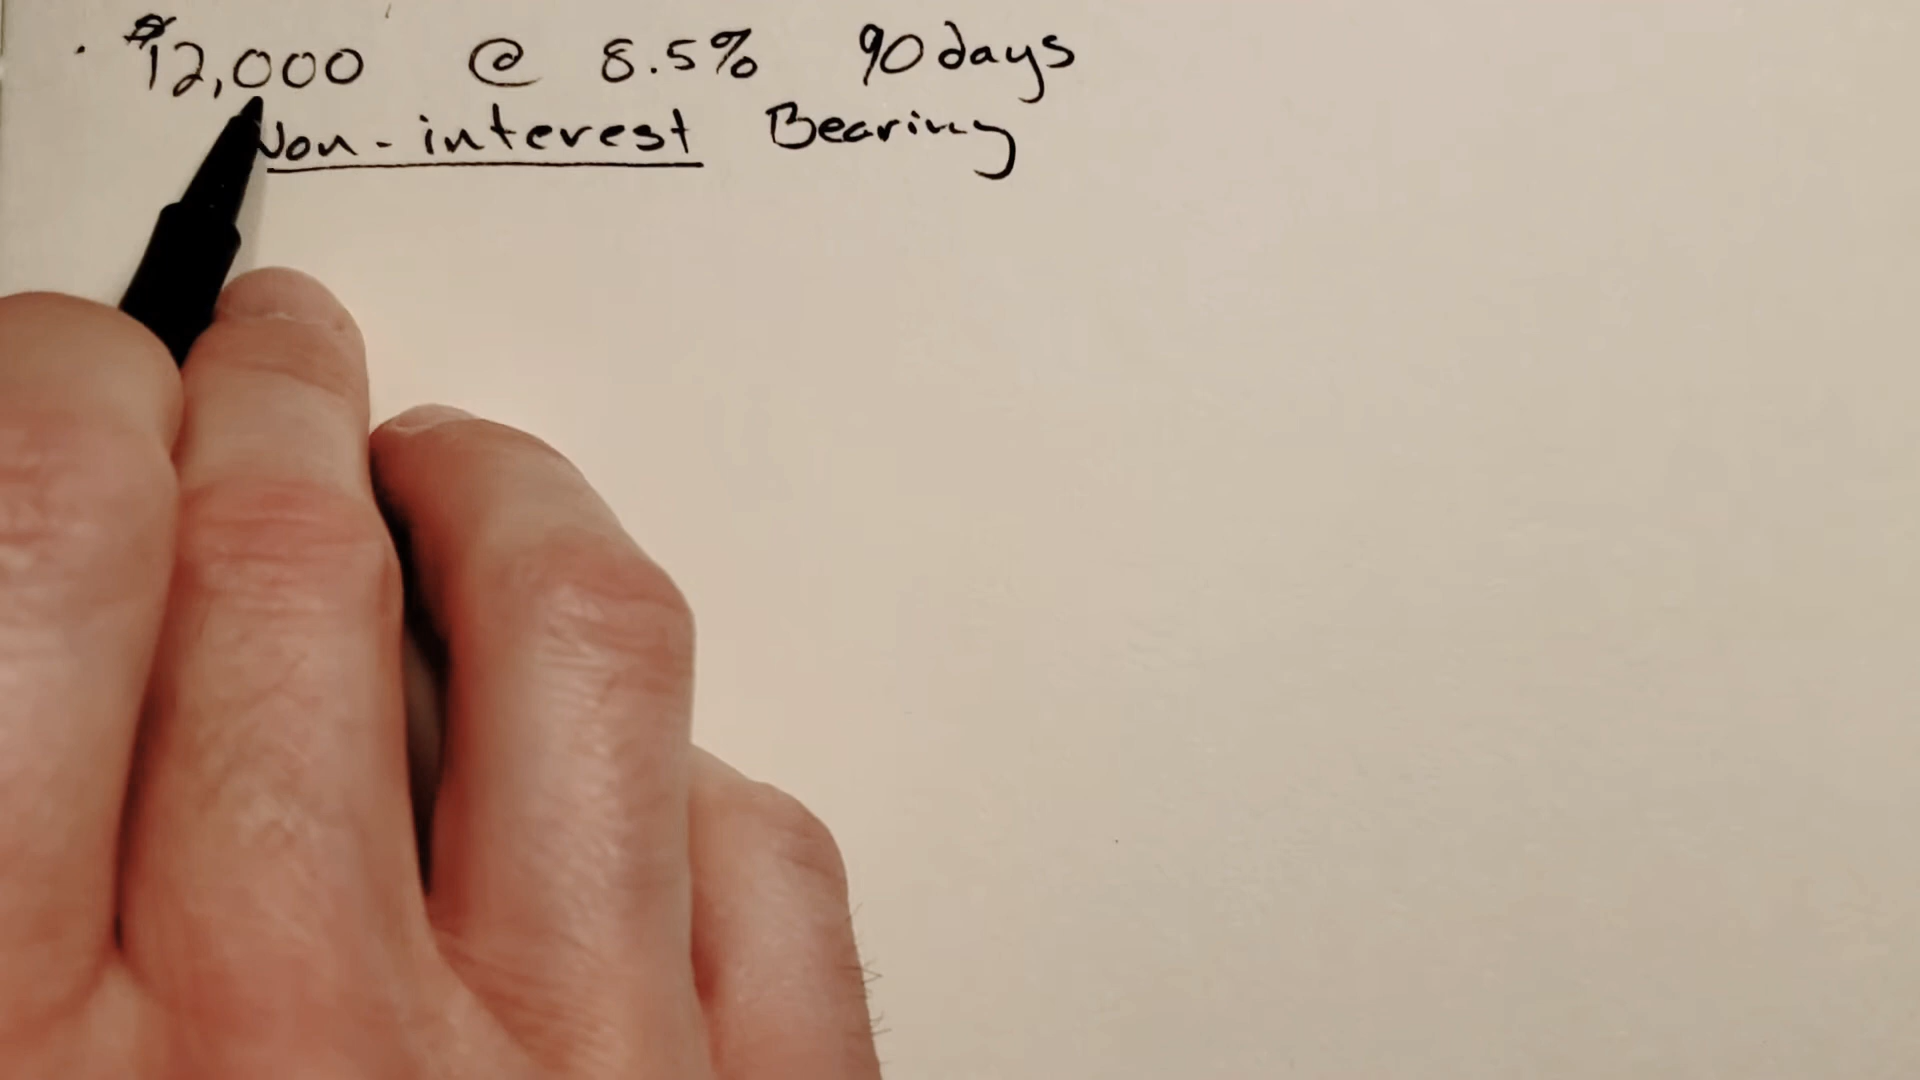 $12,000 @ 8.5% 90 days
Non-interest Bearing